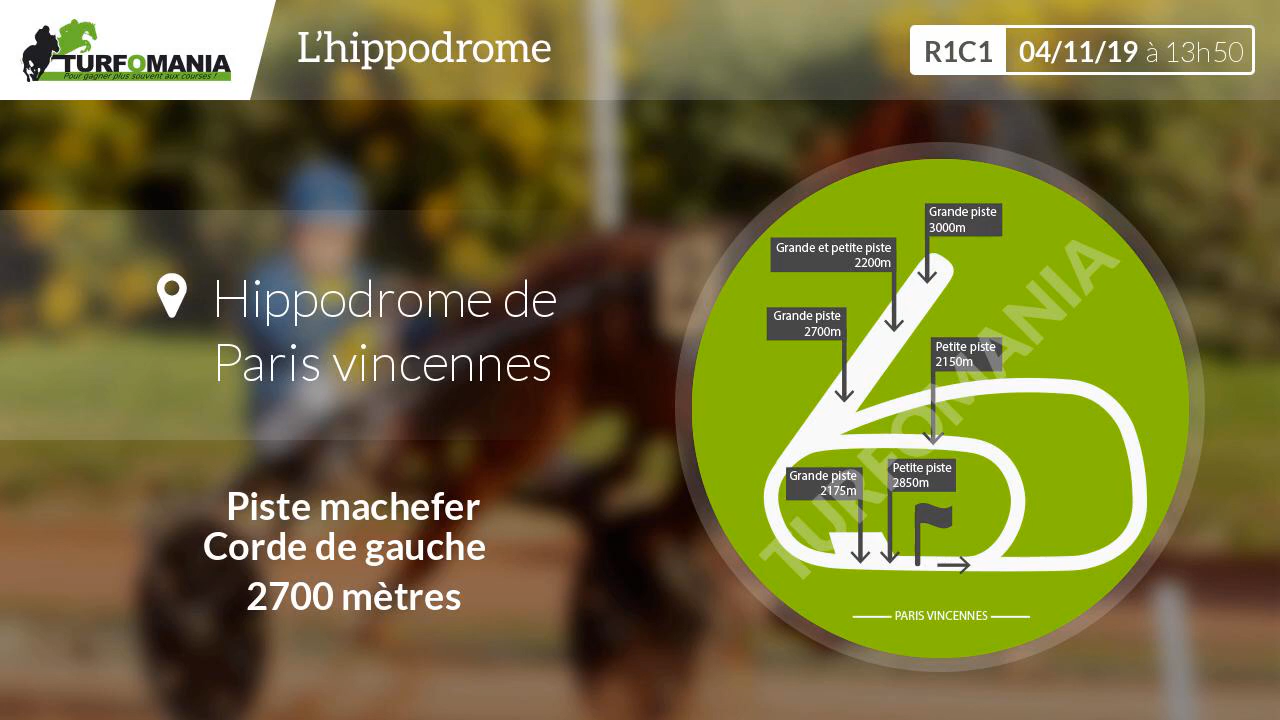 TURFOMANIA
Pour gagner plus souvent aux courses !
L'hippodrome
R1C1 04/11/19 à 13h50
Hippodrome de
Paris vincennes
Piste machefer
Corde de gauche
2700 mètres
Grande piste
3000m
Grande et petite piste
2200m
Grande piste
2700m
Petite piste
2150m
Grande piste
2175m
Petite piste
2850m
TURFOMANIA
PARIS VINCENNES